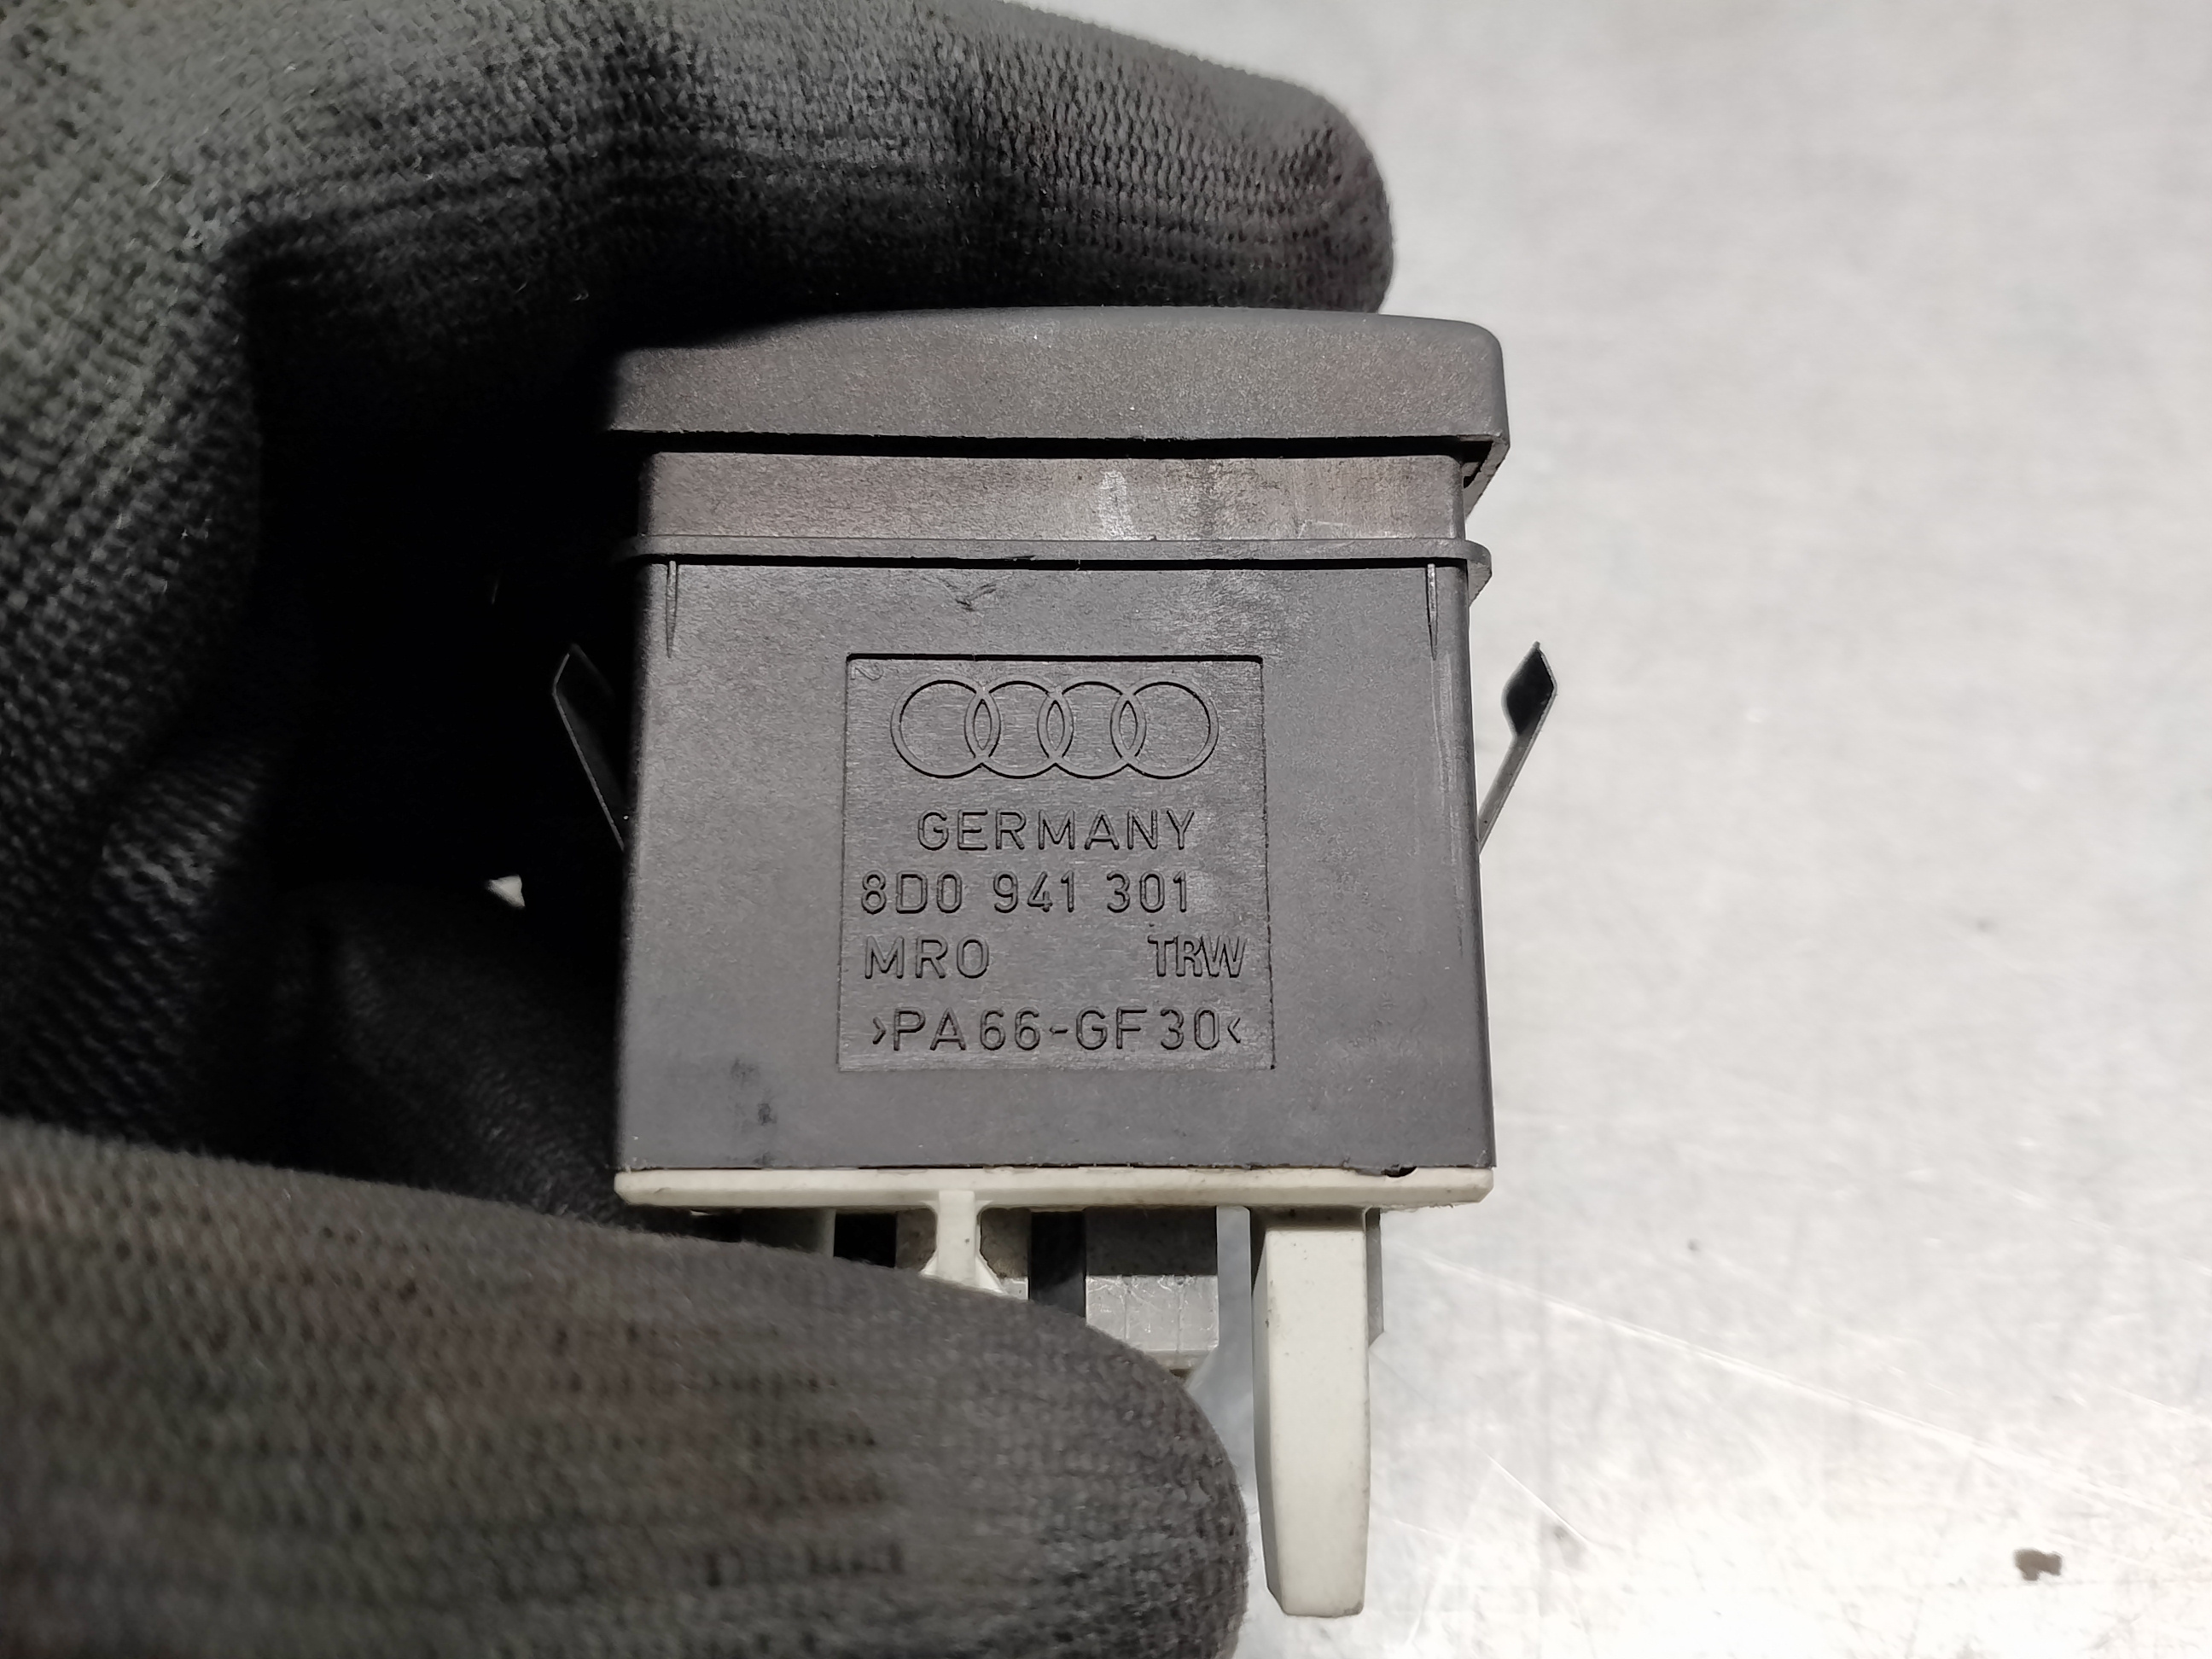 GERMANY
8D0 941 301
MRO TRW
>PA66-GF30<